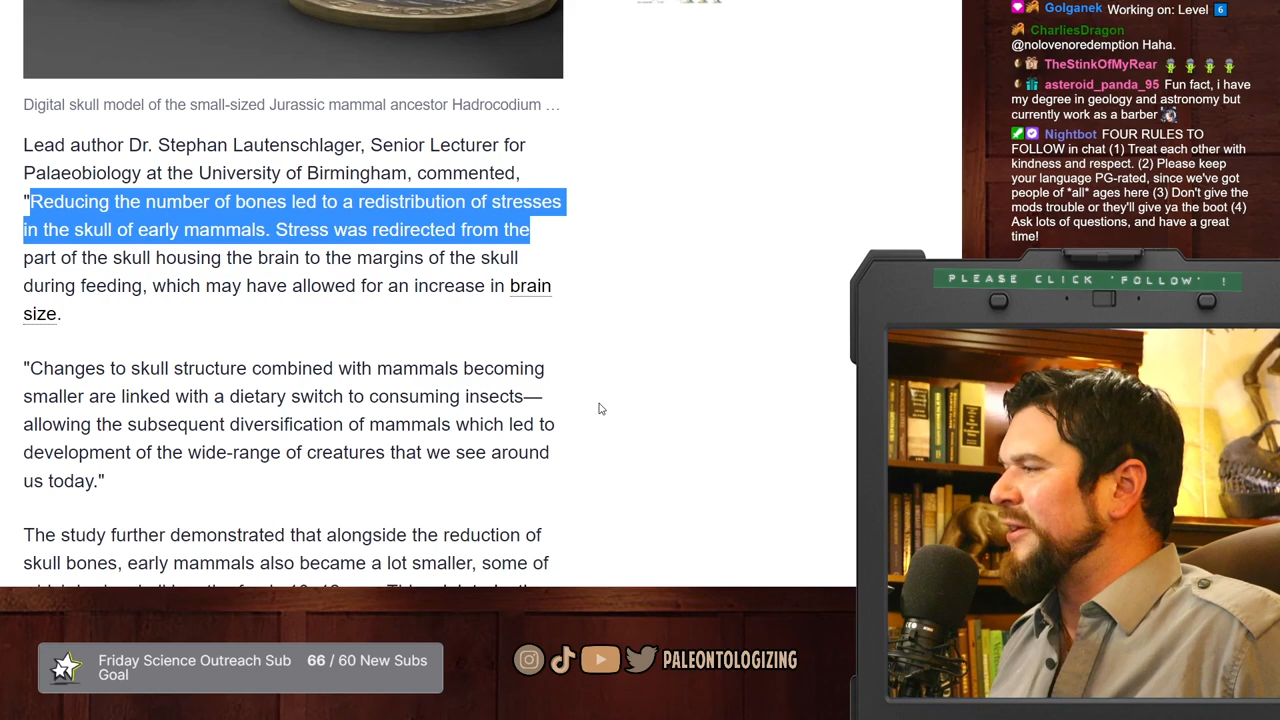 Digital skull model of the small-sized Jurassic mammal ancestor Hadrocodium …
Lead author Dr. Stephan Lautenschlager, Senior Lecturer for
Palaeobiology at the University of Birmingham, commented,
"Reducing the number of bones led to a redistribution of stresses
in the skull of early mammals. Stress was redirected from the
part of the skull housing the brain to the margins of the skull
during feeding, which may have allowed for an increase in brain
size.
"Changes to skull structure combined with mammals becoming
smaller are linked with a dietary switch to consuming insects—
allowing the subsequent diversification of mammals which led to
development of the wide-range of creatures that we see around
us today."
The study further demonstrated that alongside the reduction of
skull bones, early mammals also became a lot smaller, some of
Golganek Working on: Level 6
CharliesDragon
@nolovenoredemption Haha.
TheStinkOfMyRear
asteroid_panda_95 Fun fact, i have
my degree in geology and astronomy but
currently work as a barber
Nightbot FOUR RULES TO
FOLLOW in chat (1) Treat each other with
kindness and respect. (2) Please keep
your language PG-rated, since we've got
people of *all* ages here (3) Don't give the
mods trouble or they'll give ya the boot (4)
Ask lots of questions, and have a great
time!
PLEASE CLICK 'FOLLOW' !
Friday Science Outreach Sub 66 / 60 New Subs
Goal
PALEONTOLOGIZING